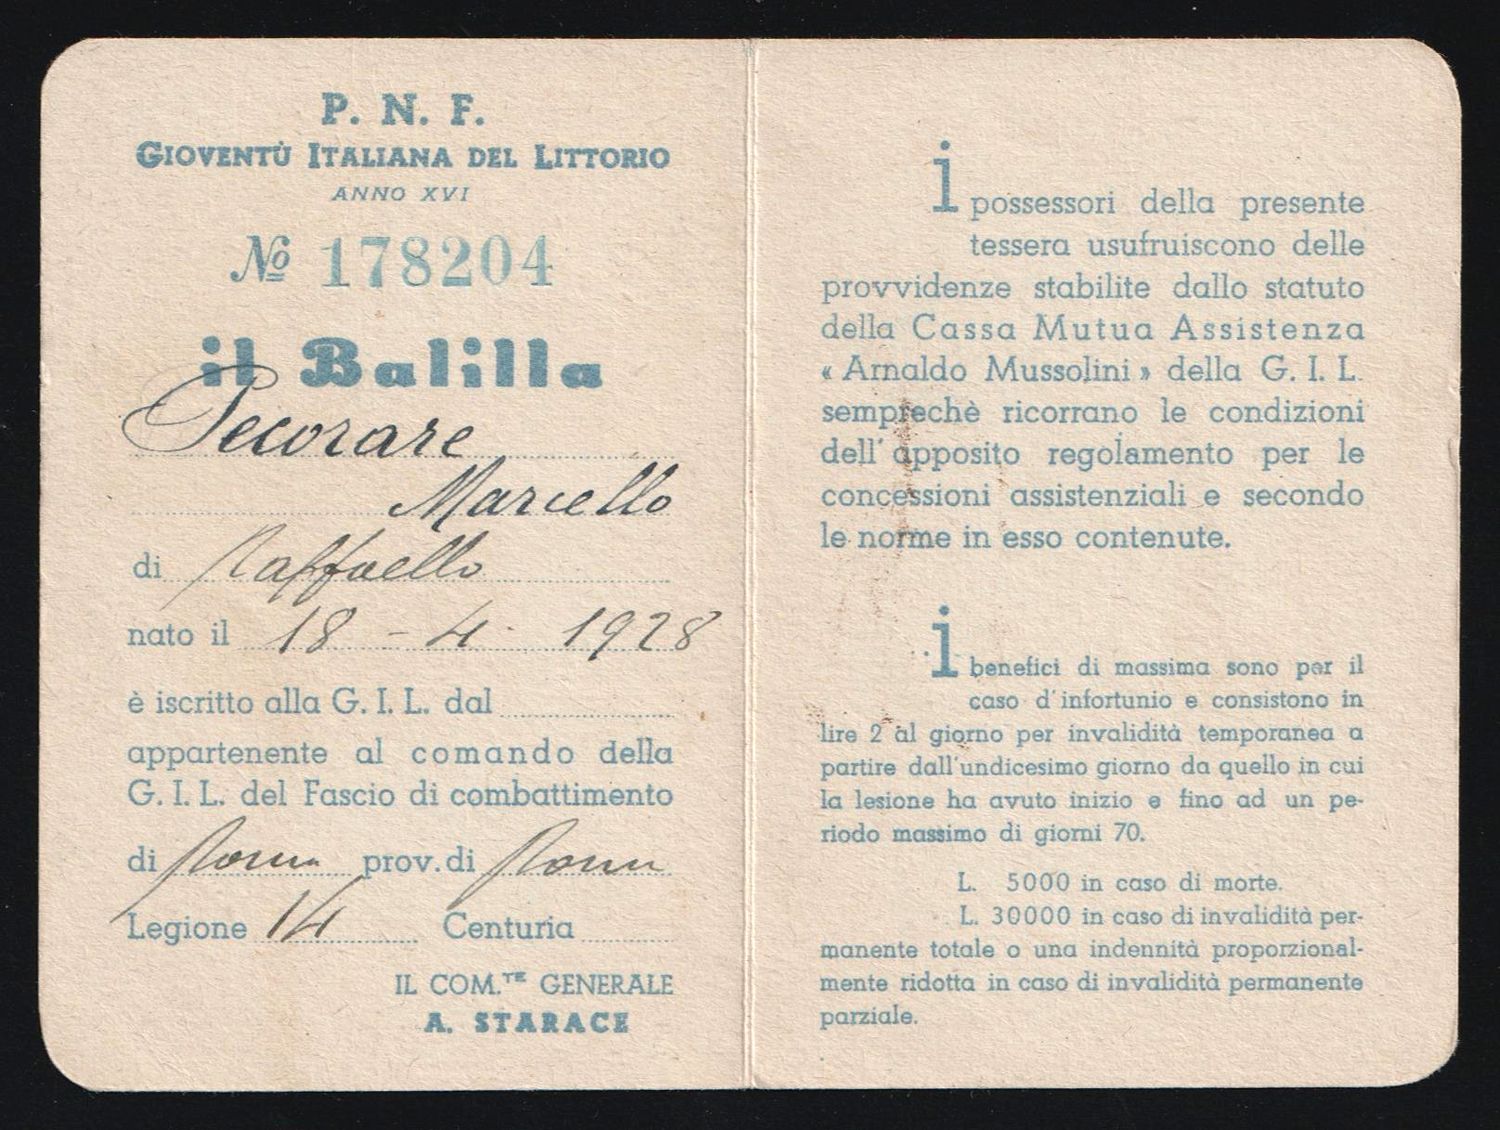 P. N. F.
GIOVENTÙ ITALIANA DEL LITTORIO
ANNO XVI
No 178204
il Balilla
Pecorare
Marcello
di Raffaello
nato il 18 - 4 - 1928
è iscritto alla G. I. L. dal
appartenente al comando della
G. I. L. del Fascio di combattimento
di Roma prov. di Roma
Legione 14 Centuria
IL COM.TE GENERALE
A. STARACE
i possessori della presente
tessera usufruiscono delle
provvidenze stabilite dallo statuto
della Cassa Mutua Assistenza
« Arnaldo Mussolini » della G. I. L.
semprechè ricorrano le condizioni
dell' apposito regolamento per le
concessioni assistenziali e secondo
le norme in esso contenute.
i benefici di massima sono per il
caso d' infortunio e consistono in
lire 2 al giorno per invalidità temporanea a
partire dall'undicesimo giorno da quello in cui
la lesione ha avuto inizio e fino ad un pe-
riodo massimo di giorni 70.
L. 5000 in caso di morte.
L. 30000 in caso di invalidità per-
manente totale o una indennità proporzional-
mente ridotta in caso di invalidità permanente
parziale.